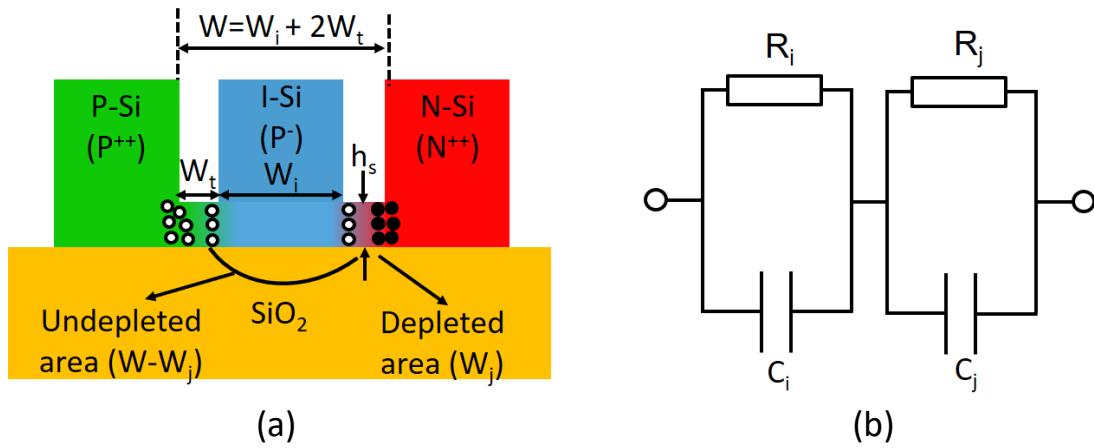 W=Wᵢ + 2Wₜ
P-Si
(P⁺⁺)
I-Si
(P⁻)
N-Si
(N⁺⁺)
Wₜ
Wᵢ
hₛ
Undepleted
area (W-Wⱼ)
SiO₂
Depleted
area (Wⱼ)
(a)
Rᵢ
Rⱼ
Cᵢ
Cⱼ
(b)